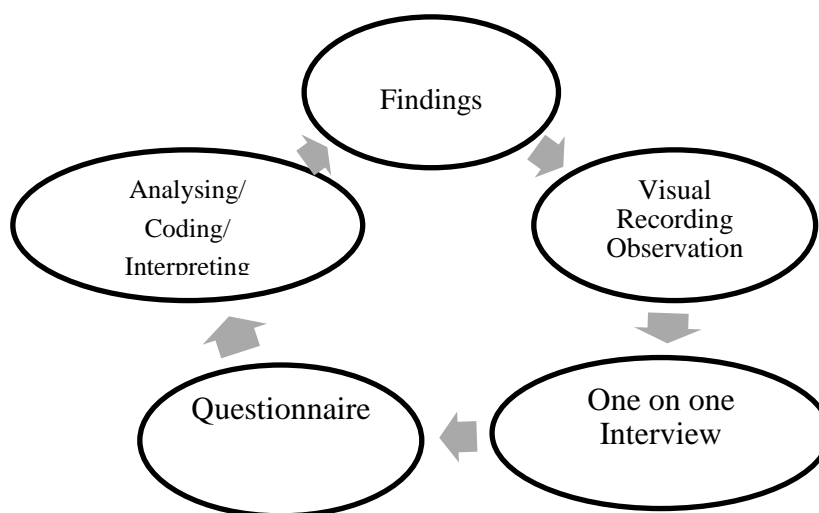 Findings
Analysing/
Coding/
Interpreting
Visual
Recording
Observation
One on one
Interview
Questionnaire